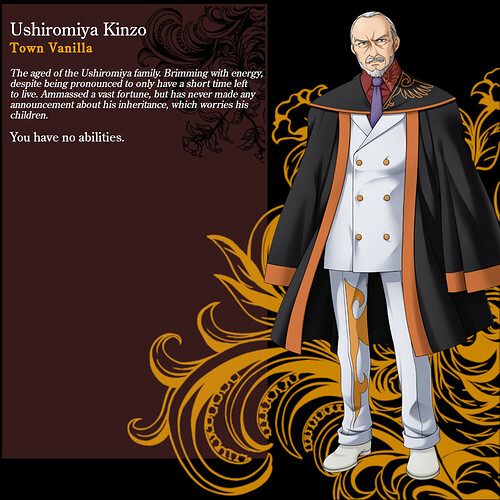 Ushiromiya Kinzo
Town Vanilla
The aged of the Ushiromiya family. Brimming with energy,
despite being pronounced to only have a short time left
to live. Ammassed a vast fortune, but has never made any
announcement about his inheritance, which worries his
children.
You have no abilities.